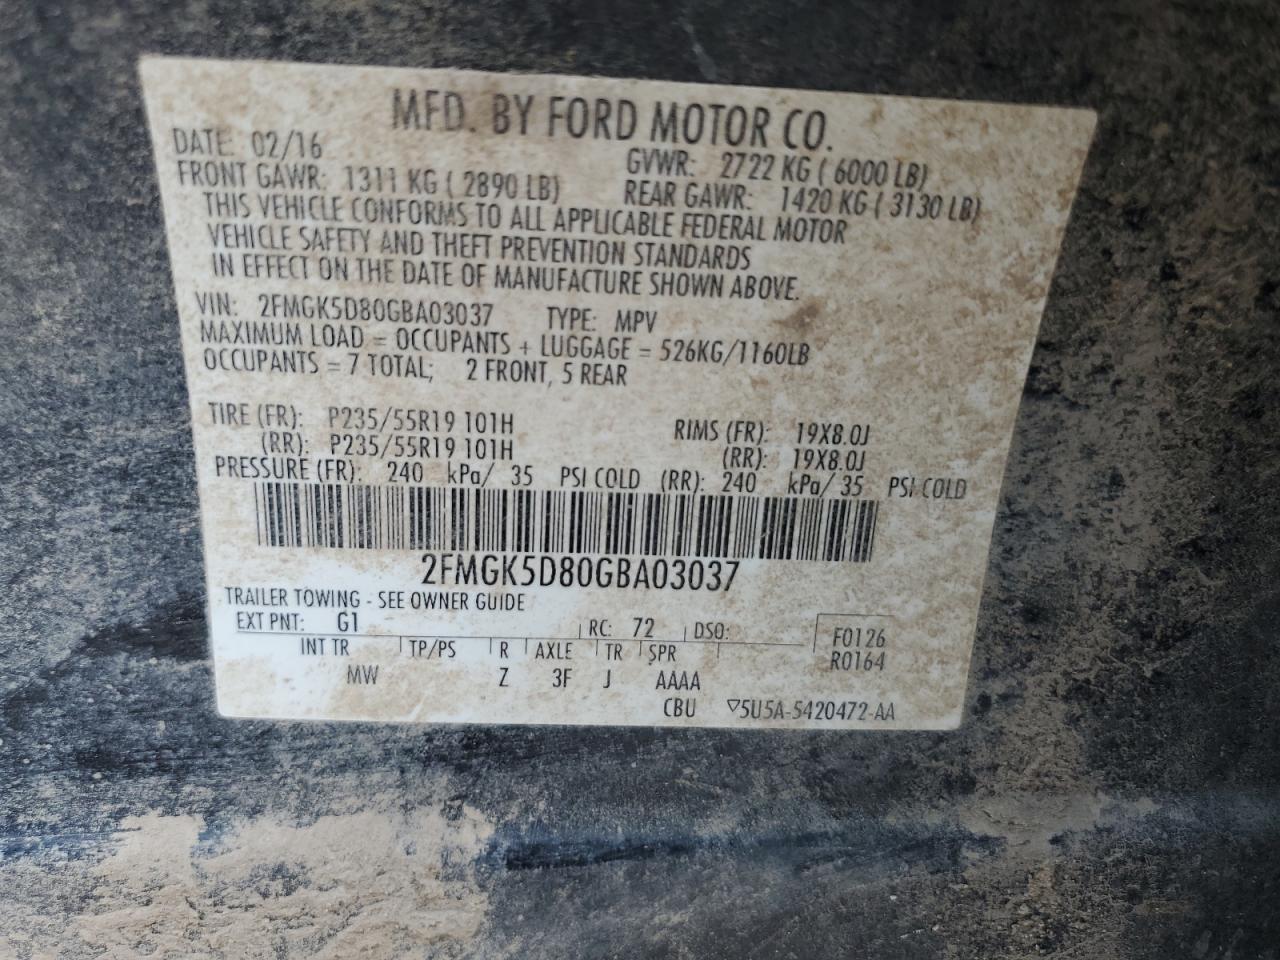 MFD. BY FORD MOTOR CO.
DATE: 02/16 GVWR: 2722 KG ( 6000 LB)
FRONT GAWR: 1311 KG ( 2890 LB) REAR GAWR: 1420 KG ( 3130 LB)
THIS VEHICLE CONFORMS TO ALL APPLICABLE FEDERAL MOTOR
VEHICLE SAFETY AND THEFT PREVENTION STANDARDS
IN EFFECT ON THE DATE OF MANUFACTURE SHOWN ABOVE.
VIN: 2FMGK5D80GBA03037 TYPE: MPV
MAXIMUM LOAD = OCCUPANTS + LUGGAGE = 526KG/1160LB
OCCUPANTS = 7 TOTAL; 2 FRONT, 5 REAR
TIRE (FR): P235/55R19 101H RIMS (FR): 19X8.0J
(RR): P235/55R19 101H (RR): 19X8.0J
PRESSURE (FR): 240 kPa/ 35 PSI COLD (RR): 240 kPa/ 35 PSI COLD
2FMGK5D80GBA03037
TRAILER TOWING - SEE OWNER GUIDE
EXT PNT: G1 RC: 72 DSO: F0126
INT TR TP/PS R AXLE TR SPR R0164
MW Z 3F J AAAA
CBU ▽5U5A-5420472-AA